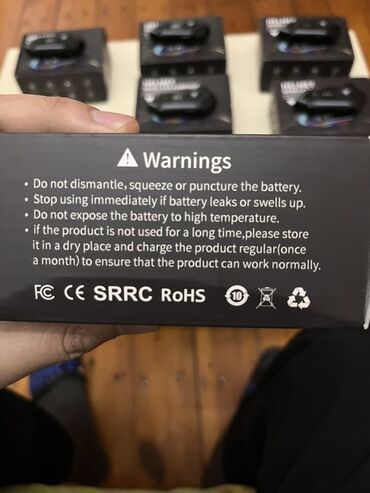 ⚠ Warnings
• Do not dismantle, squeeze or puncture the battery.
• Stop using immediately if battery leaks or swells up.
• Do not expose the battery to high temperature.
• if the product is not used for a long time,please store
it in a dry place and charge the product regular(once
a month) to ensure that the product can work normally.
FC CE SRRC RoHS 10